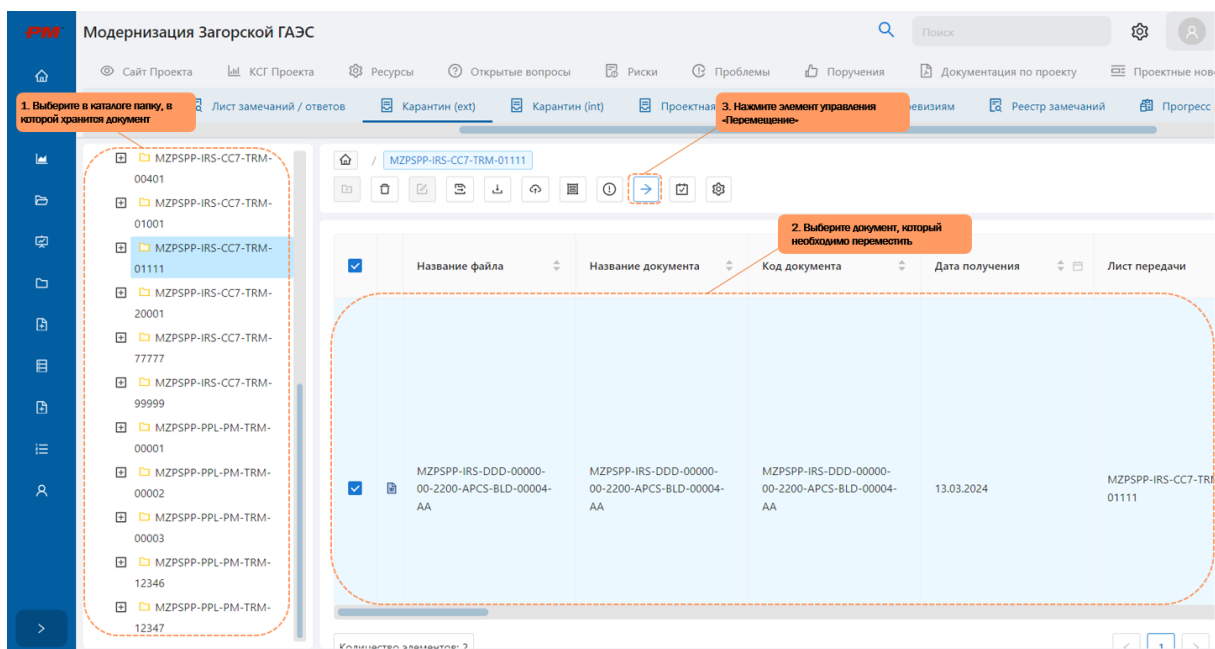 PM
Модернизация Загорской ГАЭС
Поиск
Сайт Проекта
КСГ Проекта
Ресурсы
Открытые вопросы
Риски
Проблемы
Поручения
Документация по проекту
Проектные нов
1. Выберите в каталоге папку, в
которой хранится документ
Лист замечаний / ответов
Карантин (ext)
Карантин (int)
Проектная
3. Нажмите элемент управления
«Перемещение»
ревизиям
Реестр замечаний
Прогресс
MZPSPP-IRS-CC7-TRM-
00401
MZPSPP-IRS-CC7-TRM-
01001
MZPSPP-IRS-CC7-TRM-
01111
MZPSPP-IRS-CC7-TRM-
20001
MZPSPP-IRS-CC7-TRM-
77777
MZPSPP-IRS-CC7-TRM-
99999
MZPSPP-PPL-PM-TRM-
00001
MZPSPP-PPL-PM-TRM-
00002
MZPSPP-PPL-PM-TRM-
00003
MZPSPP-PPL-PM-TRM-
12346
MZPSPP-PPL-PM-TRM-
12347
/ MZPSPP-IRS-CC7-TRM-01111
2. Выберите документ, который
необходимо переместить
Название файла
Название документа
Код документа
Дата получения
Лист передачи
MZPSPP-IRS-DDD-00000-
00-2200-APCS-BLD-00004-
AA
MZPSPP-IRS-DDD-00000-
00-2200-APCS-BLD-00004-
AA
MZPSPP-IRS-DDD-00000-
00-2200-APCS-BLD-00004-
AA
13.03.2024
MZPSPP-IRS-CC7-TRM
01111
Количество элементов: 2
1